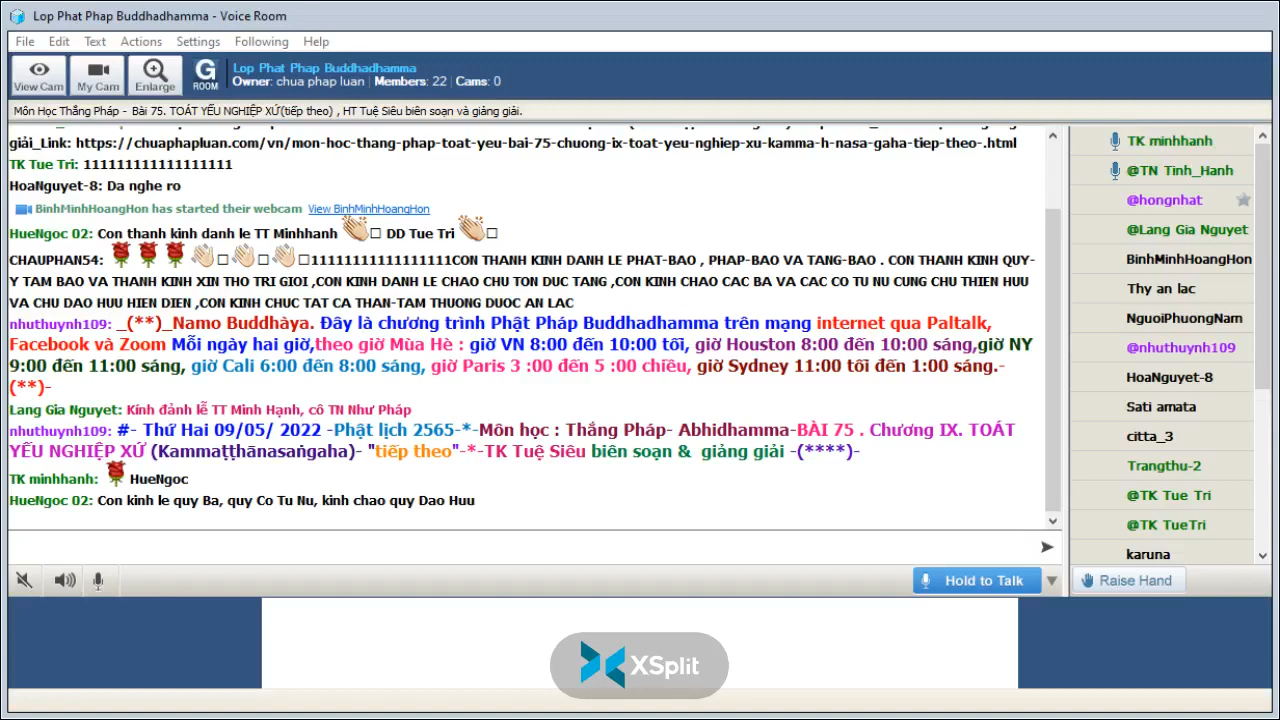 Lop Phat Phap Buddhadhamma - Voice Room
File Edit Text Actions Settings Following Help
View Cam My Cam Enlarge G ROOM
Lop Phat Phap Buddhadhamma
Owner: chua phap luan | Members: 22 | Cams: 0
Môn Học Thắng Pháp - Bài 75. TOÁT YẾU NGHIỆP XỨ(tiếp theo) , HT Tuệ Siêu biên soạn và giảng giải.
giải_Link: https://chuaphapluan.com/vn/mon-hoc-thang-phap-toat-yeu-bai-75-chuong-ix-toat-yeu-nghiep-xu-kamma-h-nasa-gaha-tiep-theo-.html
TK Tue Tri: 111111111111111111
HoaNguyet-8: Da nghe ro
BinhMinhHoangHon has started their webcam View BinhMinhHoangHon
HueNgoc 02: Con thanh kinh danh le TT Minhhanh 👏□ DD Tue Tri 👏□
CHAUPHAN54: 🌹🌹🌹👏□👏□👏□11111111111111111CON THANH KINH DANH LE PHAT-BAO , PHAP-BAO VA TANG-BAO . CON THANH KINH QUY-
Y TAM BAO VA THANH KINH XIN THO TRI GIOI ,CON KINH DANH LE CHAO CHU TON DUC TANG ,CON KINH CHAO CAC BA VA CAC CO TU NU CUNG CHU THIEN HUU
VA CHU DAO HUU HIEN DIEN ,CON KINH CHUC TAT CA THAN-TAM THUONG DUOC AN LAC
nhuthuynh109: _(**)_Namo Buddhàya. Đây là chương trình Phật Pháp Buddhadhamma trên mạng internet qua Paltalk,
Facebook và Zoom Mỗi ngày hai giờ,theo giờ Mùa Hè : giờ VN 8:00 đến 10:00 tối, giờ Houston 8:00 đến 10:00 sáng,giờ NY
9:00 đến 11:00 sáng, giờ Cali 6:00 đến 8:00 sáng, giờ Paris 3 :00 đến 5 :00 chiều, giờ Sydney 11:00 tối đến 1:00 sáng.-
(**)-
Lang Gia Nguyet: Kính đảnh lễ TT Minh Hạnh, cô TN Như Pháp
nhuthuynh109: #- Thứ Hai 09/05/ 2022 -Phật lịch 2565-*-Môn học : Thắng Pháp- Abhidhamma-BÀI 75 . Chương IX. TOÁT
YẾU NGHIỆP XỨ (Kammaṭṭhānasaṅgaha)- "tiếp theo"-*-TK Tuệ Siêu biên soạn & giảng giải -(****)-
TK minhhanh: 🌹HueNgoc
HueNgoc 02: Con kinh le quy Ba, quy Co Tu Nu, kinh chao quy Dao Huu
Hold to Talk
TK minhhanh
@TN Tinh_Hanh
@hongnhat
@Lang Gia Nguyet
BinhMinhHoangHon
Thy an lac
NguoiPhuongNam
@nhuthuynh109
HoaNguyet-8
Sati amata
citta_3
Trangthu-2
@TK Tue Tri
@TK TueTri
karuna
Raise Hand
XSplit